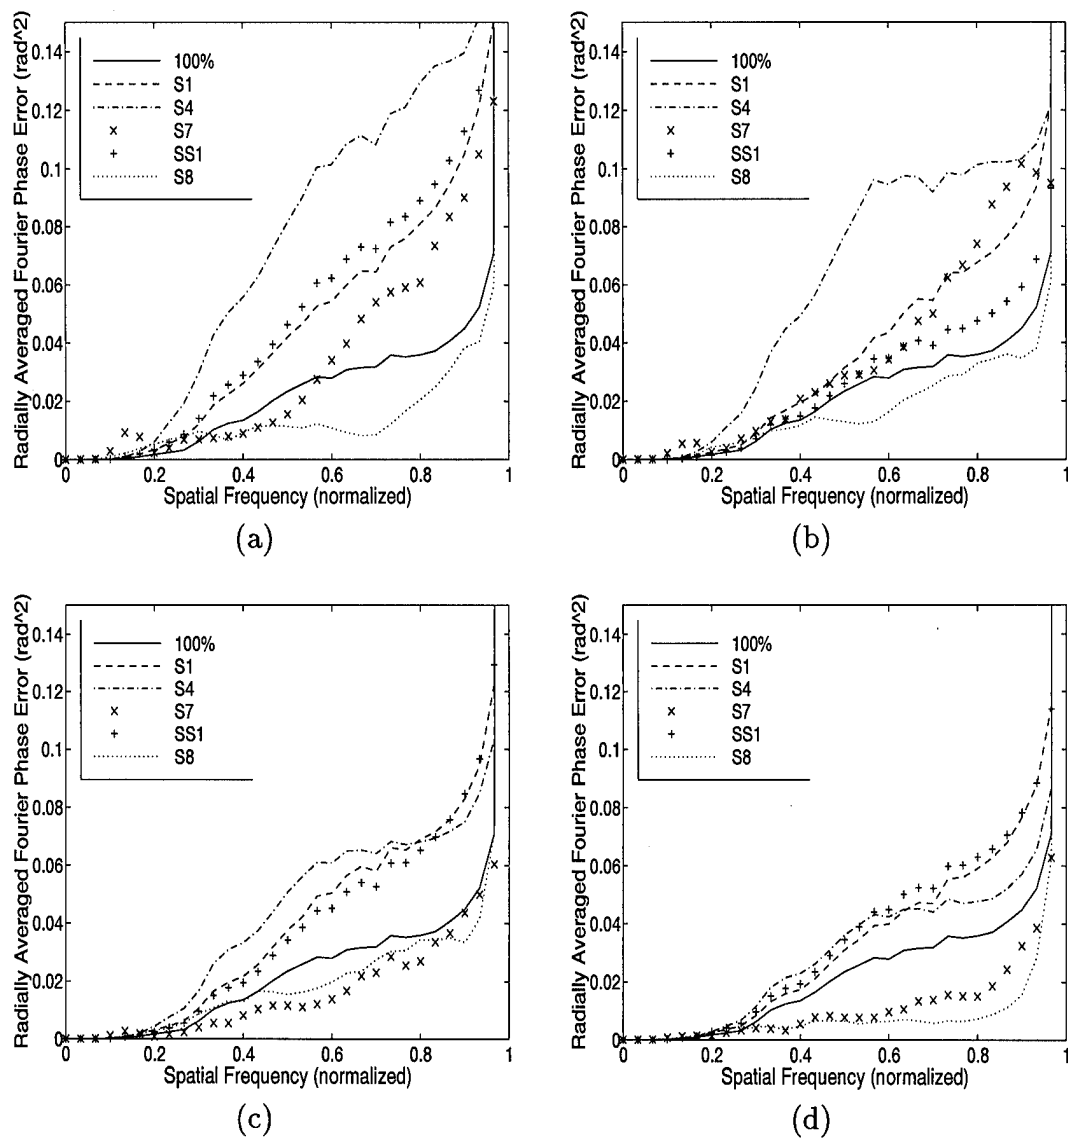 Radially Averaged Fourier Phase Error (rad^2)
0.14
0.12
0.1
0.08
0.06
0.04
0.02
0
100%
S1
S4
S7
SS1
S8
0 0.2 0.4 0.6 0.8 1
Spatial Frequency (normalized)
(a)
Radially Averaged Fourier Phase Error (rad^2)
0.14
0.12
0.1
0.08
0.06
0.04
0.02
0
100%
S1
S4
S7
SS1
S8
0 0.2 0.4 0.6 0.8 1
Spatial Frequency (normalized)
(b)
Radially Averaged Fourier Phase Error (rad^2)
0.14
0.12
0.1
0.08
0.06
0.04
0.02
0
100%
S1
S4
S7
SS1
S8
0 0.2 0.4 0.6 0.8 1
Spatial Frequency (normalized)
(c)
Radially Averaged Fourier Phase Error (rad^2)
0.14
0.12
0.1
0.08
0.06
0.04
0.02
0
100%
S1
S4
S7
SS1
S8
0 0.2 0.4 0.6 0.8 1
Spatial Frequency (normalized)
(d)